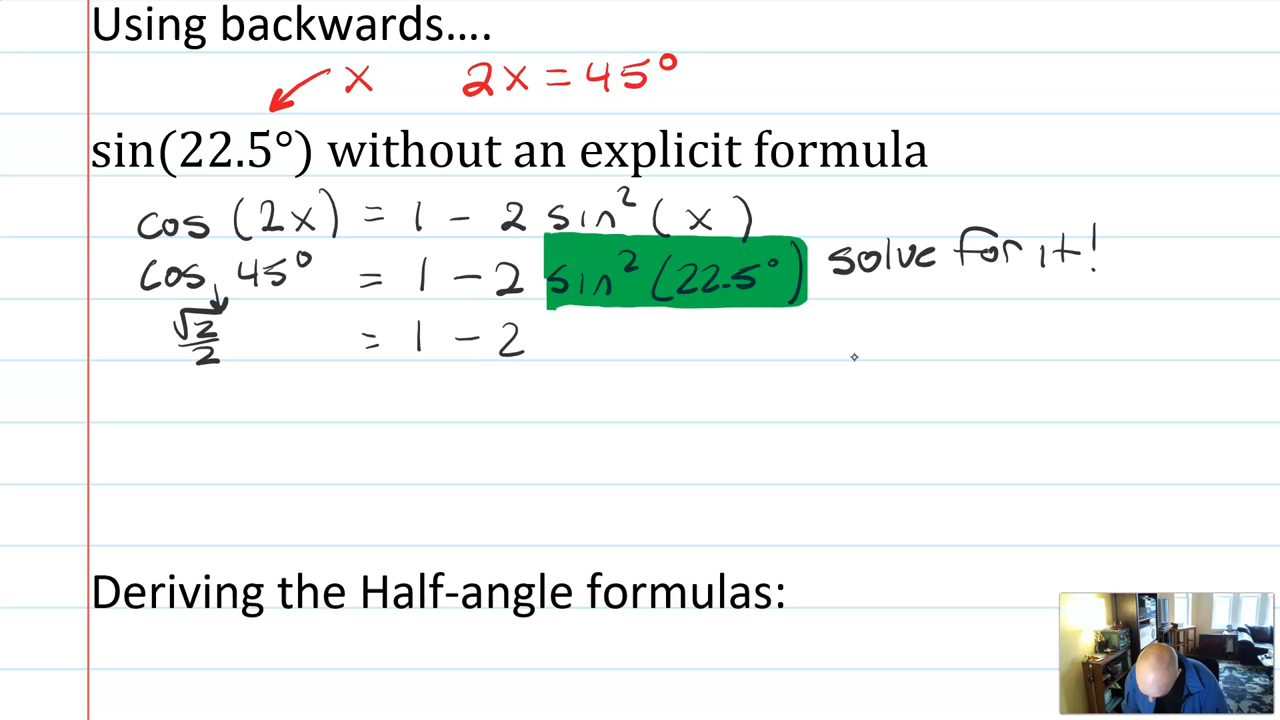 Using backwards....
x 2x = 45°
sin(22.5°) without an explicit formula
cos (2x) = 1 - 2 sin²(x)
cos 45° = 1 - 2 sin²(22.5°) solve for it!
√2/2 = 1 - 2
Deriving the Half-angle formulas: